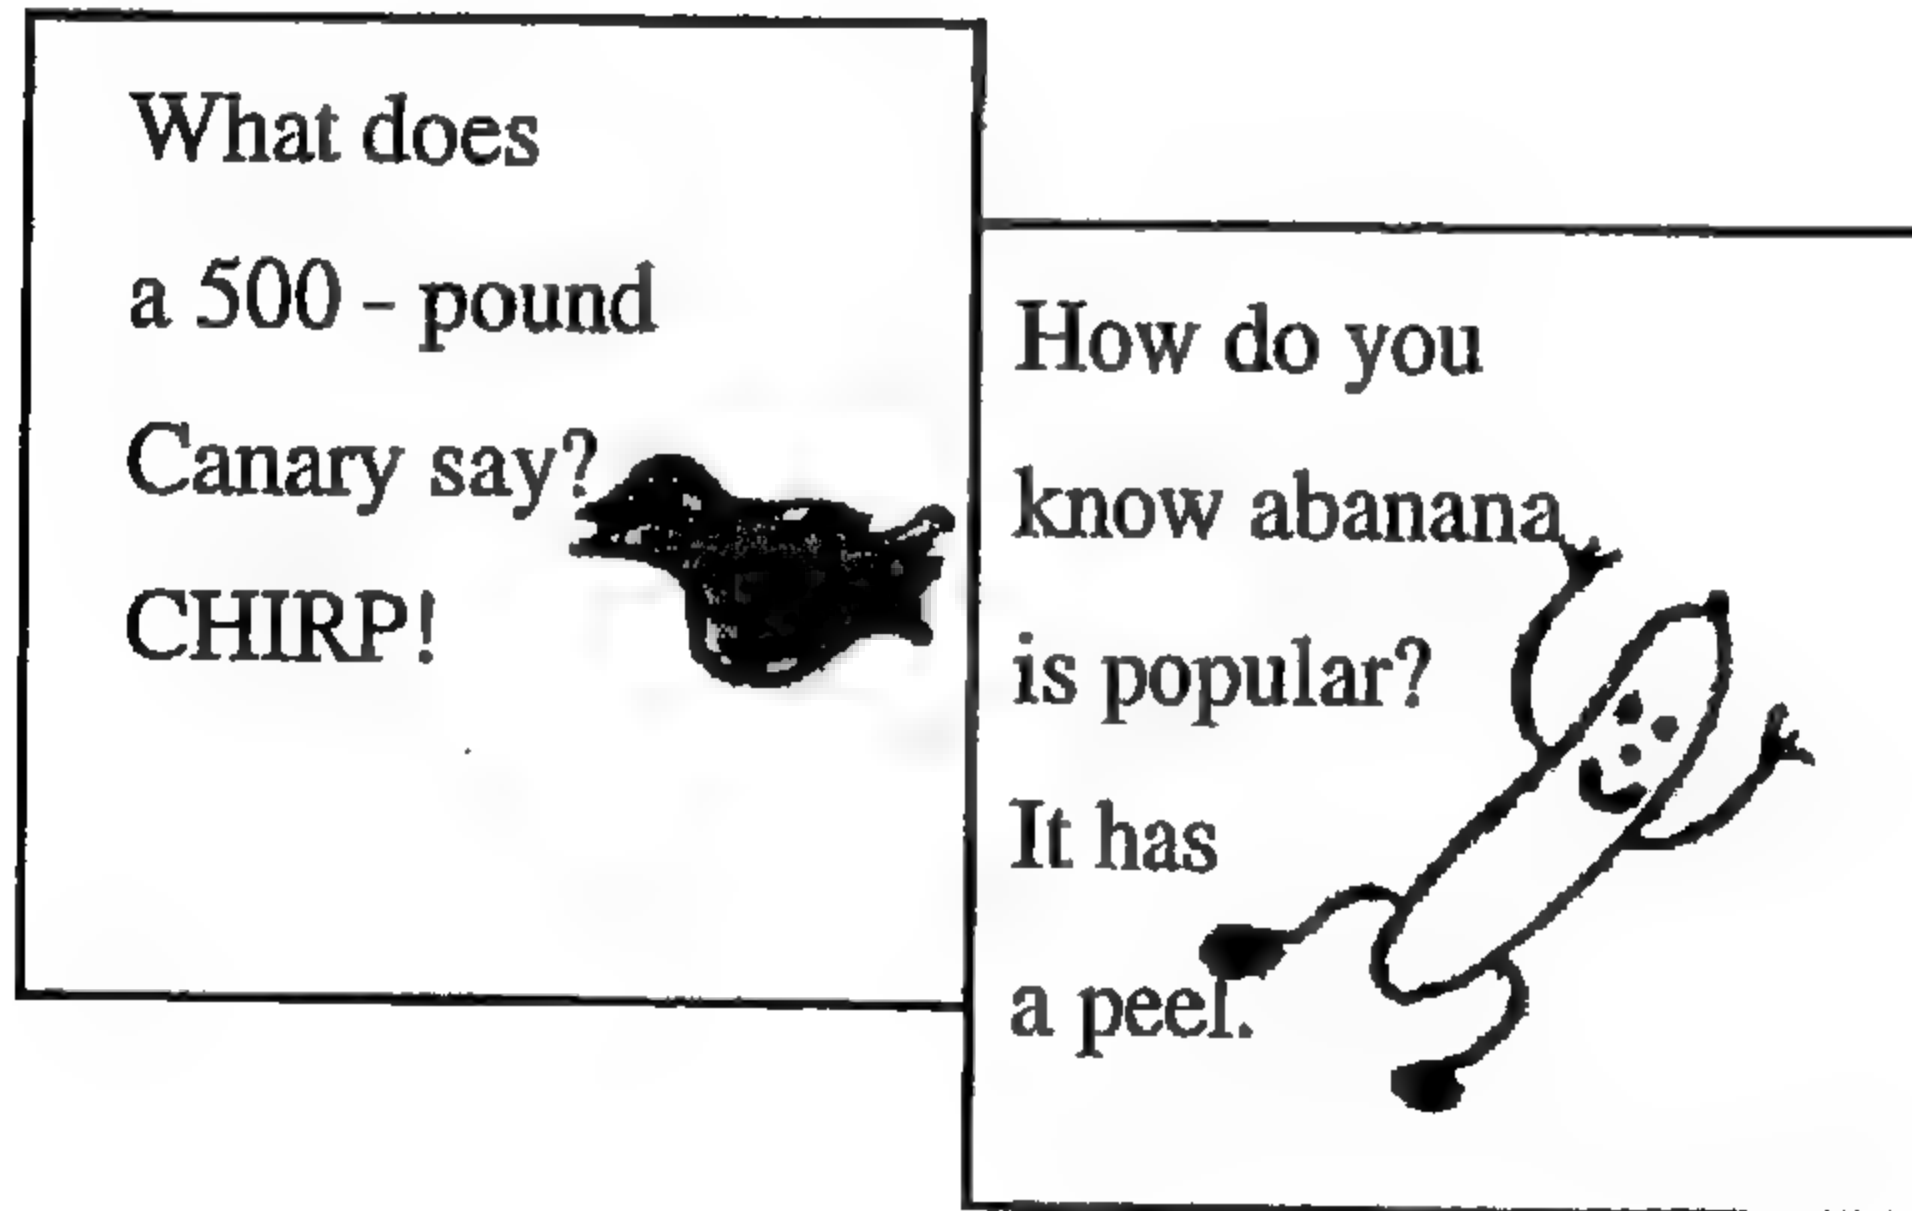 What does
a 500 - pound
Canary say?
CHIRP!
How do you
know abanana
is popular?
It has
a peel.